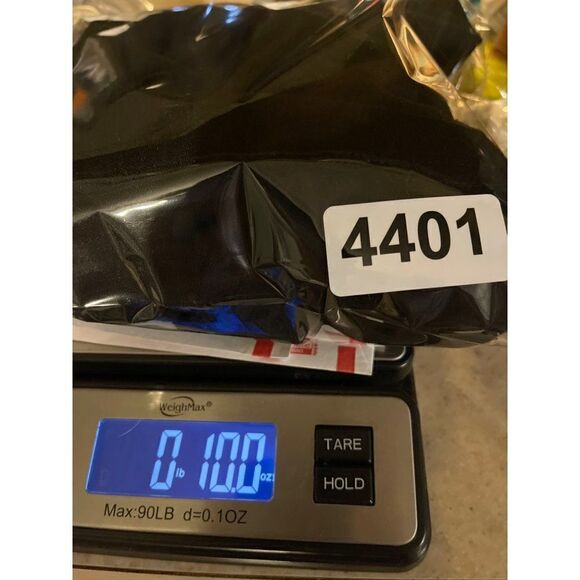 4401
WeighMax®
0 lb 10.0 oz
TARE
HOLD
Max:90LB d=0.1OZ